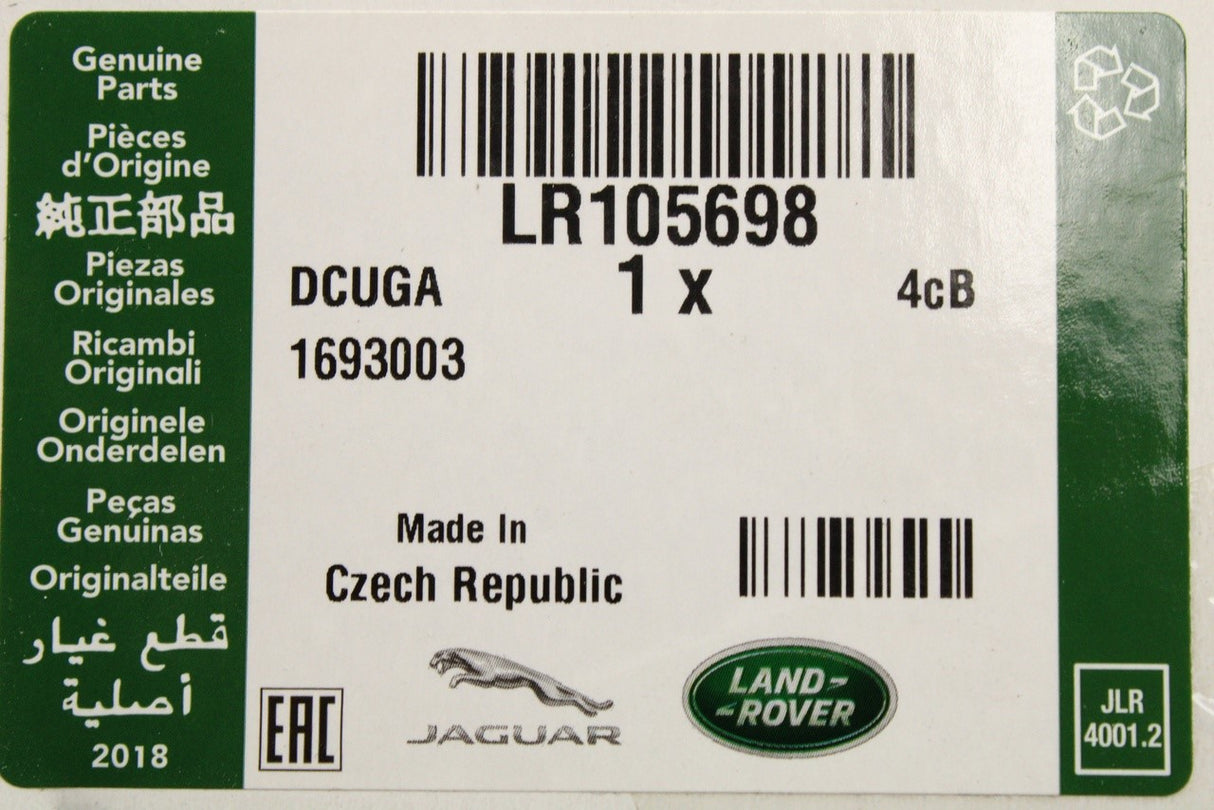 Genuine
Parts
Pièces
d'Origine
純正部品
Piezas
Originales
Ricambi
Originali
Originele
Onderdelen
Peças
Genuinas
Originalteile
قطع غيار
أصلية
2018
LR105698
DCUGA 1 x 4cB
1693003
Made In
Czech Republic
EAC
JAGUAR
LAND-
-ROVER
JLR
4001.2